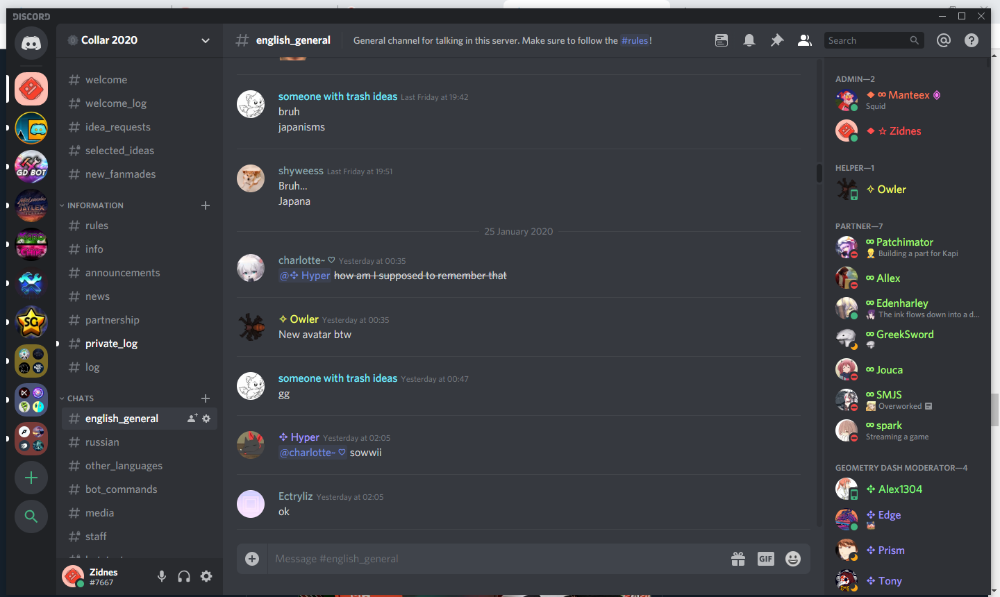 DISCORD
Collar 2020
welcome
welcome_log
idea_requests
selected_ideas
new_fanmades
INFORMATION
rules
info
announcements
news
partnership
private_log
log
CHATS
english_general
russian
other_languages
bot_commands
media
staff
Zidnes
#7667
GD BOT
JAYLEX
SG
english_general
General channel for talking in this server. Make sure to follow the #rules!
Search
someone with trash ideas Last Friday at 19:42
bruh
japanisms
shyweess Last Friday at 19:51
Bruh...
Japana
25 January 2020
charlotte~ ♡ Yesterday at 00:35
@✣ Hyper how am I supposed to remember that
✧ Owler Yesterday at 00:35
New avatar btw
someone with trash ideas Yesterday at 00:47
gg
✣ Hyper Yesterday at 02:05
@charlotte~ ♡ sowwii
Ectryliz Yesterday at 02:05
ok
Message #english_general
GIF
ADMIN—2
◆ ∞ Manteex
Squid
◆ ☆ Zidnes
HELPER—1
✧ Owler
PARTNER—7
∞ Patchimator
Building a part for Kapi
∞ Allex
∞ Edenharley
The ink flows down into a d...
∞ GreekSword
∞ Jouca
∞ SMJS
Overworked
∞ spark
Streaming a game
GEOMETRY DASH MODERATOR—4
✣ Alex1304
✣ Edge
✣ Prism
✣ Tony